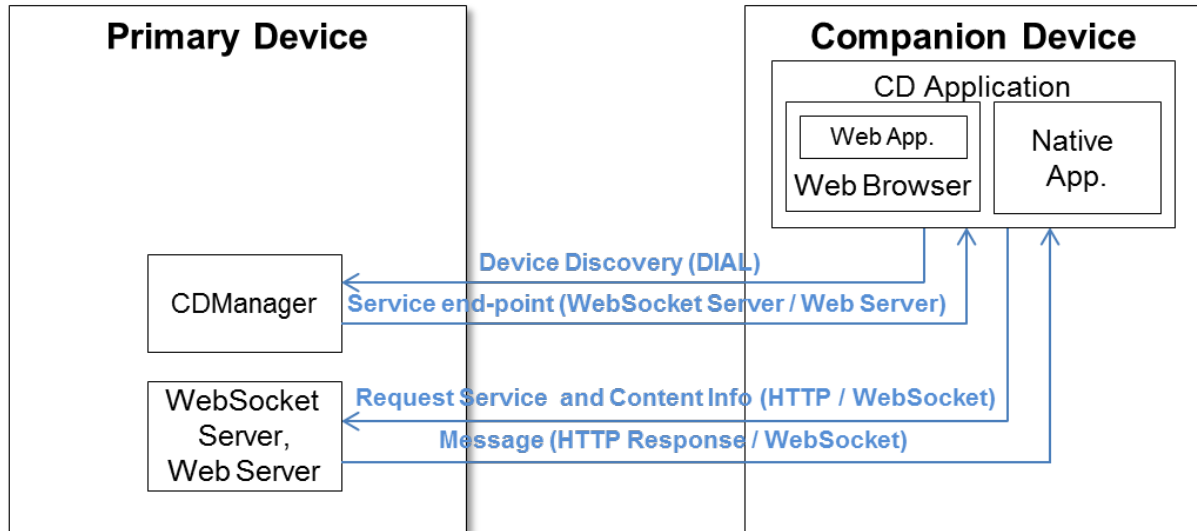 Primary Device
Companion Device
CD Application
Web App.
Web Browser
Native
App.
Device Discovery (DIAL)
CDManager
Service end-point (WebSocket Server / Web Server)
Request Service and Content Info (HTTP / WebSocket)
WebSocket
Server,
Web Server
Message (HTTP Response / WebSocket)